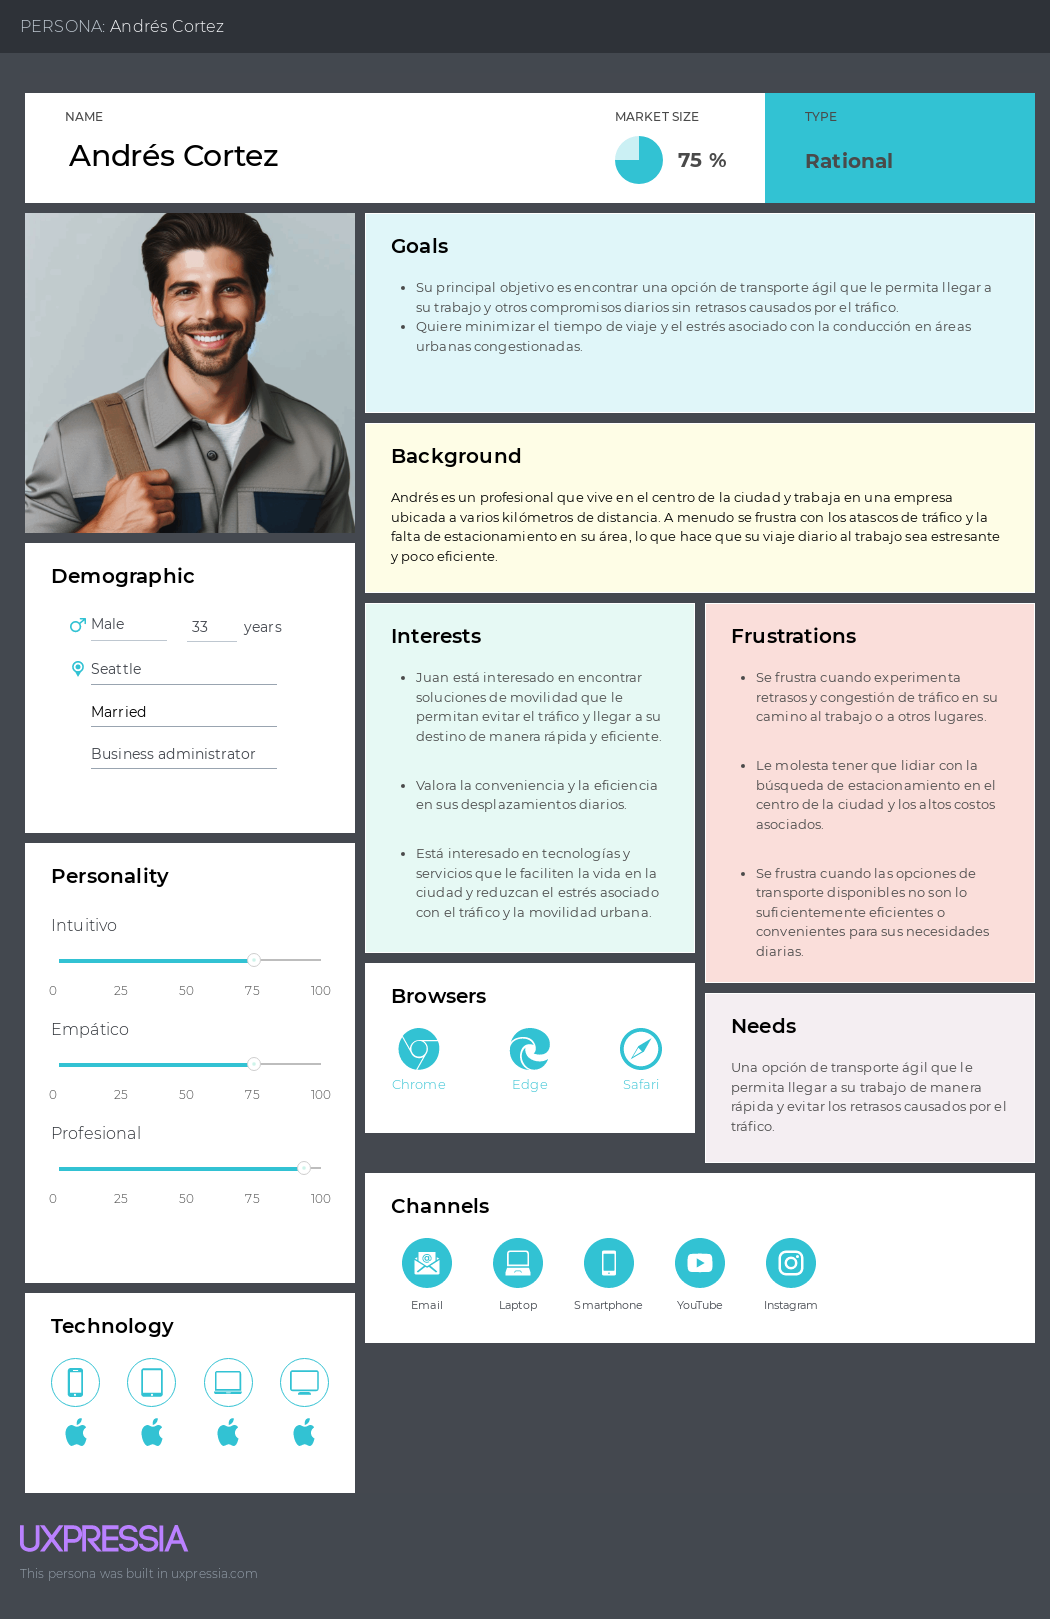 PERSONA: Andrés Cortez
NAME
Andrés Cortez
MARKET SIZE
75 %
TYPE
Rational
Goals
Su principal objetivo es encontrar una opción de transporte ágil que le permita llegar a
su trabajo y otros compromisos diarios sin retrasos causados por el tráfico.
Quiere minimizar el tiempo de viaje y el estrés asociado con la conducción en áreas
urbanas congestionadas.
Background
Andrés es un profesional que vive en el centro de la ciudad y trabaja en una empresa
ubicada a varios kilómetros de distancia. A menudo se frustra con los atascos de tráfico y la
falta de estacionamiento en su área, lo que hace que su viaje diario al trabajo sea estresante
y poco eficiente.
Demographic
Male
33 years
Seattle
Married
Business administrator
Interests
Juan está interesado en encontrar
soluciones de movilidad que le
permitan evitar el tráfico y llegar a su
destino de manera rápida y eficiente.
Valora la conveniencia y la eficiencia
en sus desplazamientos diarios.
Está interesado en tecnologías y
servicios que le faciliten la vida en la
ciudad y reduzcan el estrés asociado
con el tráfico y la movilidad urbana.
Frustrations
Se frustra cuando experimenta
retrasos y congestión de tráfico en su
camino al trabajo o a otros lugares.
Le molesta tener que lidiar con la
búsqueda de estacionamiento en el
centro de la ciudad y los altos costos
asociados.
Se frustra cuando las opciones de
transporte disponibles no son lo
suficientemente eficientes o
convenientes para sus necesidades
diarias.
Personality
Intuitivo
0 25 50 75 100
Empático
0 25 50 75 100
Profesional
0 25 50 75 100
Browsers
Chrome
Edge
Safari
Needs
Una opción de transporte ágil que le
permita llegar a su trabajo de manera
rápida y evitar los retrasos causados por el
tráfico.
Channels
Email
Laptop
Smartphone
YouTube
Instagram
Technology
UXPRESSIA
This persona was built in uxpressia.com